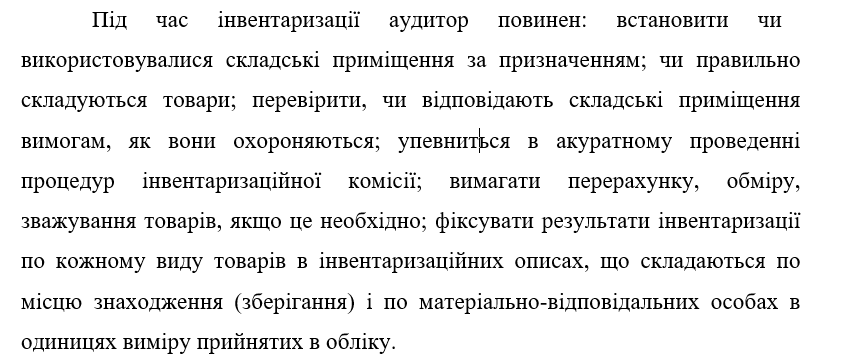 Під час інвентаризації аудитор повинен: встановити чи
використовувалися складські приміщення за призначенням; чи правильно
складуються товари; перевірити, чи відповідають складські приміщення
вимогам, як вони охороняються; упевниться в акуратному проведенні
процедур інвентаризаційної комісії; вимагати перерахунку, обміру,
зважування товарів, якщо це необхідно; фіксувати результати інвентаризації
по кожному виду товарів в інвентаризаційних описах, що складаються по
місцю знаходження (зберігання) і по матеріально-відповідальних особах в
одиницях виміру прийнятих в обліку.